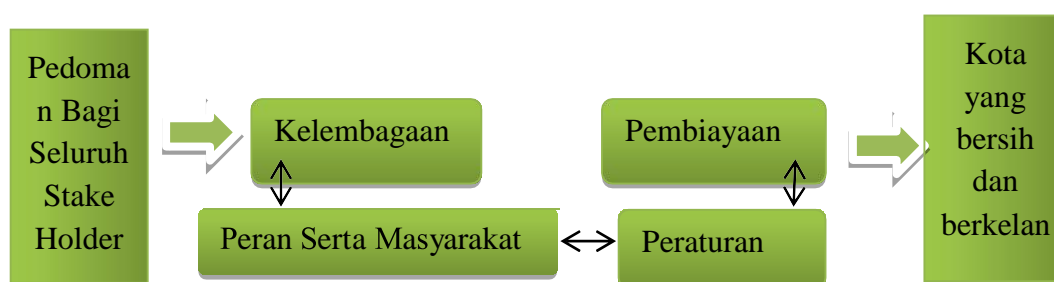 Pedoma
n Bagi
Seluruh
Stake
Holder
Kelembagaan
Peran Serta Masyarakat
Pembiayaan
Peraturan
Kota
yang
bersih
dan
berkelan